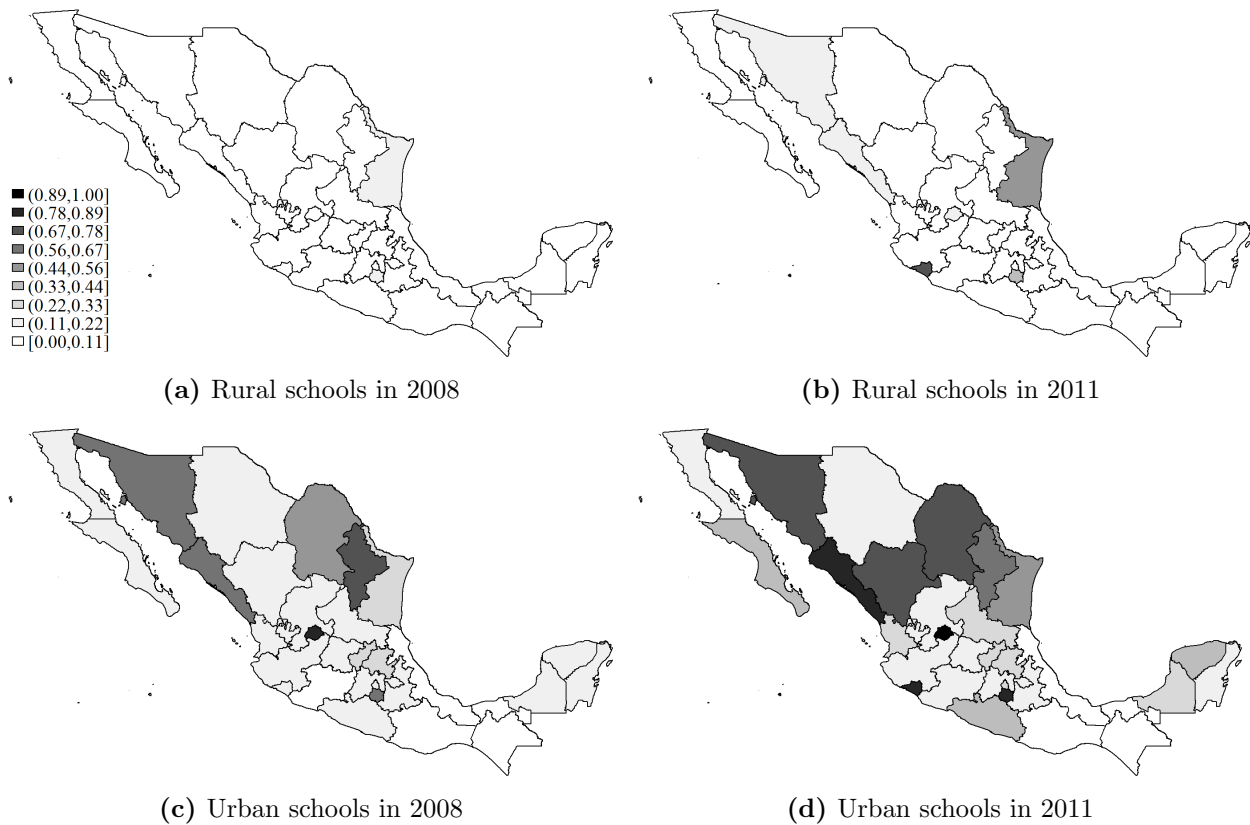 (0.89,1.00]
(0.78,0.89]
(0.67,0.78]
(0.56,0.67]
(0.44,0.56]
(0.33,0.44]
(0.22,0.33]
(0.11,0.22]
[0.00,0.11]
(a) Rural schools in 2008
(b) Rural schools in 2011
(c) Urban schools in 2008
(d) Urban schools in 2011